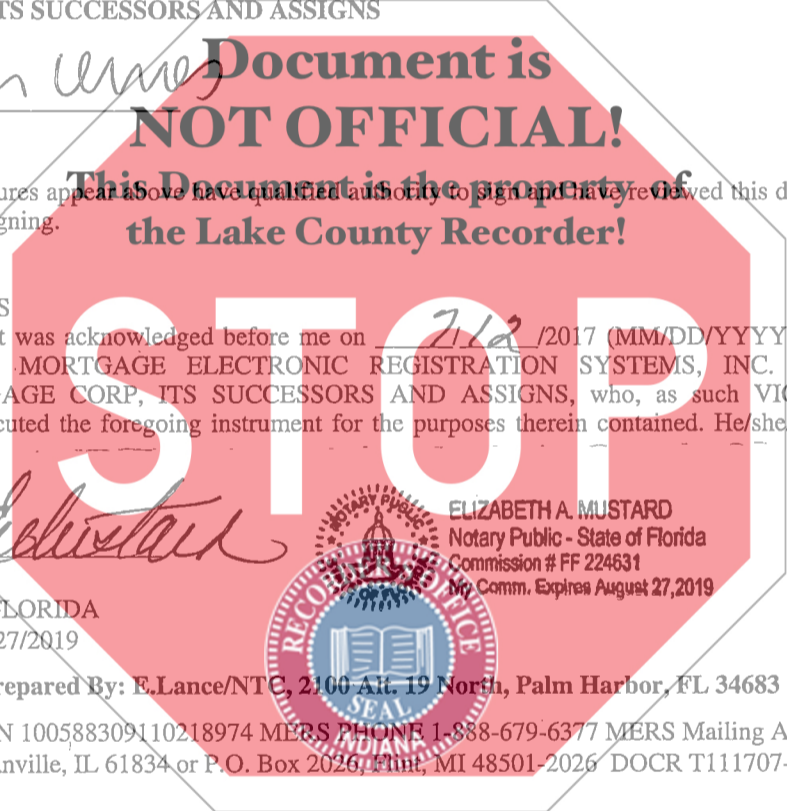 ITS SUCCESSORS AND ASSIGNS
Document is
NOT OFFICIAL!
This Document is the property of
ures appear above have qualified authority to sign and have reviewed this d
the Lake County Recorder!
gning.
S
t was acknowledged before me on 7/12/2017 (MM/DD/YYYY
MORTGAGE ELECTRONIC REGISTRATION SYSTEMS, INC.
AGE CORP, ITS SUCCESSORS AND ASSIGNS, who, as such VIC
cuted the foregoing instrument for the purposes therein contained. He/she
STOP
NOTARY PUBLIC
ELIZABETH A. MUSTARD
Notary Public - State of Florida
Commission # FF 224631
My Comm. Expires August 27,2019
RECORDER OFFICE
SEAL
INDIANA
FLORIDA
27/2019
repared By: E.Lance/NTC, 2100 Alt. 19 North, Palm Harbor, FL 34683
N 100588309110218974 MERS PHONE 1-888-679-6377 MERS Mailing A
nville, IL 61834 or P.O. Box 2026, Flint, MI 48501-2026 DOCR T111707-